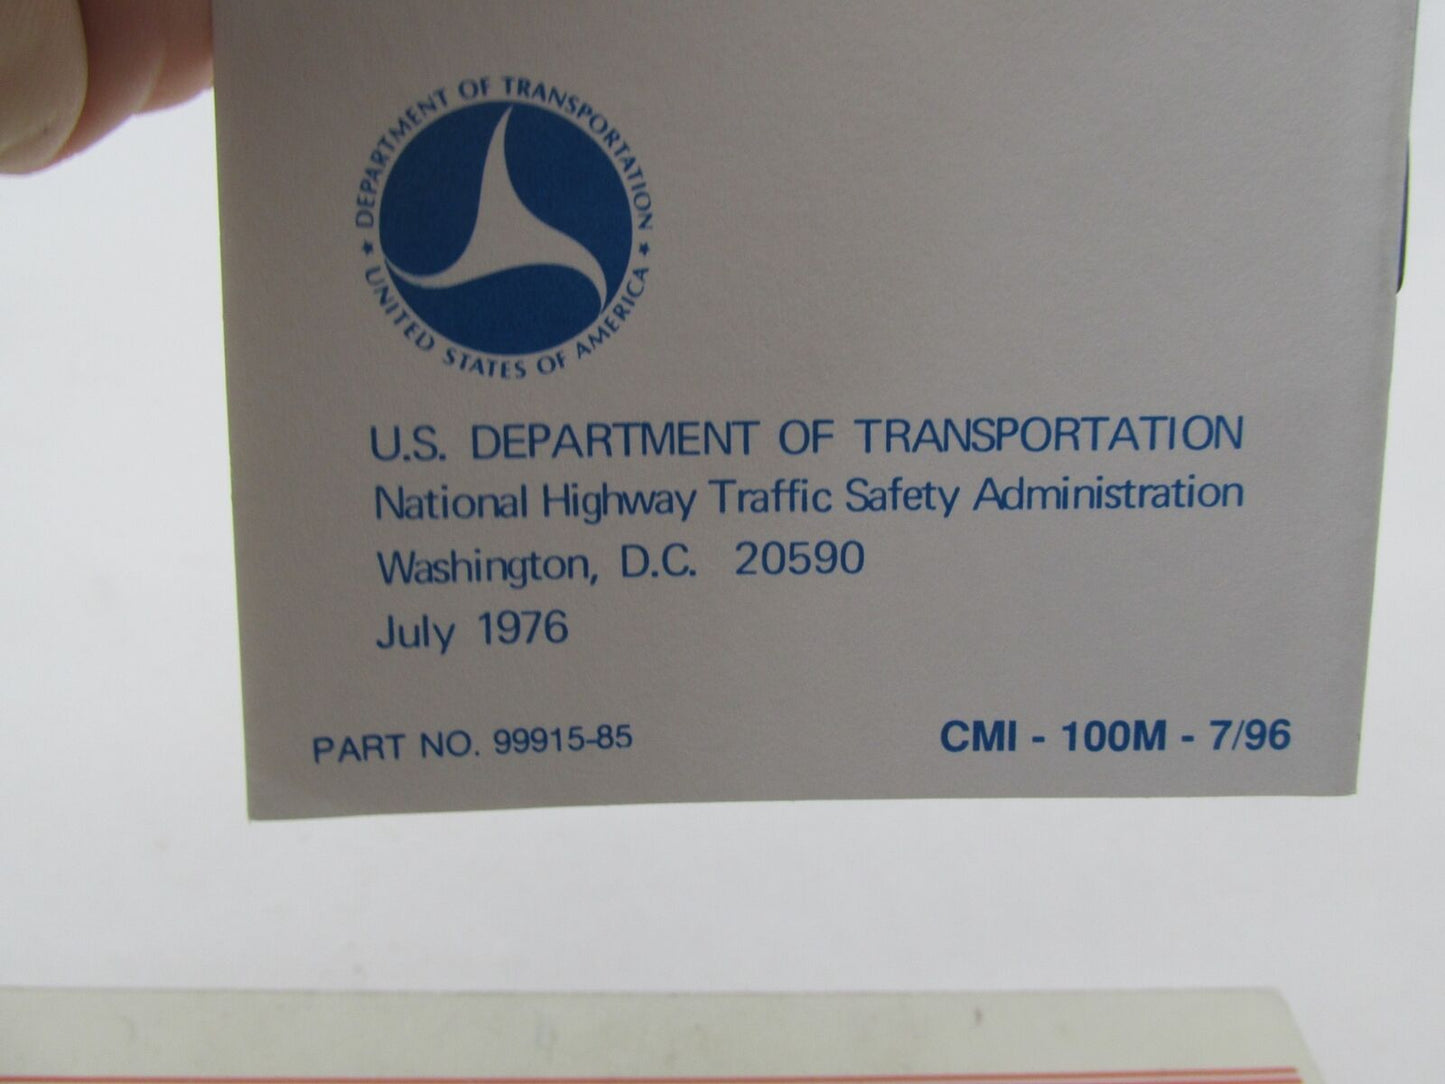 ★ DEPARTMENT OF TRANSPORTATION ★
UNITED STATES OF AMERICA
U.S. DEPARTMENT OF TRANSPORTATION
National Highway Traffic Safety Administration
Washington, D.C. 20590
July 1976
PART NO. 99915-85
CMI - 100M - 7/96